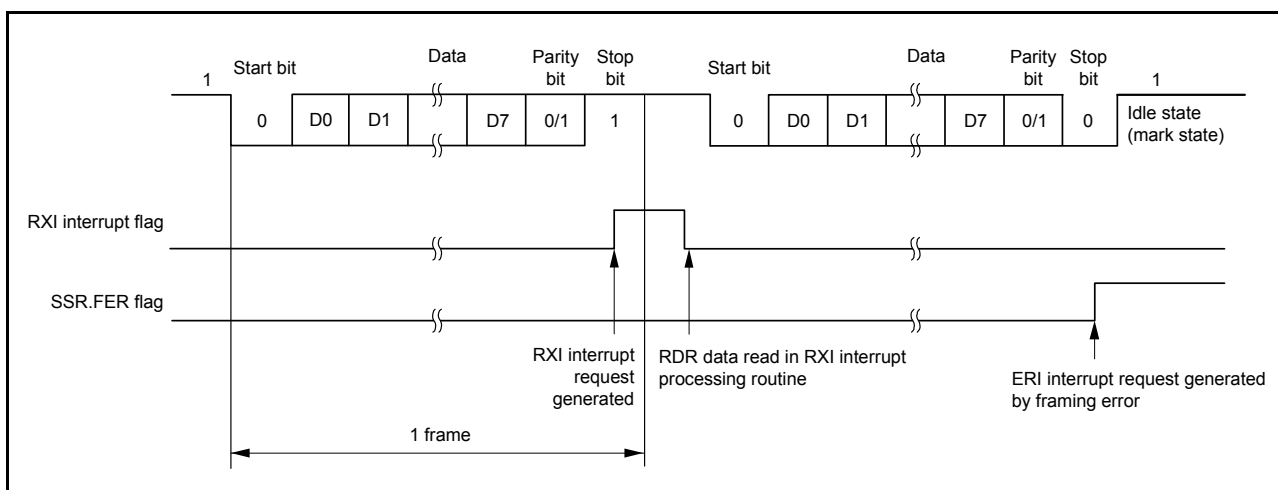 1
Start bit
Data
Parity
bit
Stop
bit
Start bit
Data
Parity
bit
Stop
bit
1
0
D0
D1
D7
0/1
1
0
D0
D1
D7
0/1
0
Idle state
(mark state)
RXI interrupt flag
SSR.FER flag
RXI interrupt
request
generated
RDR data read in RXI interrupt
processing routine
ERI interrupt request generated
by framing error
1 frame